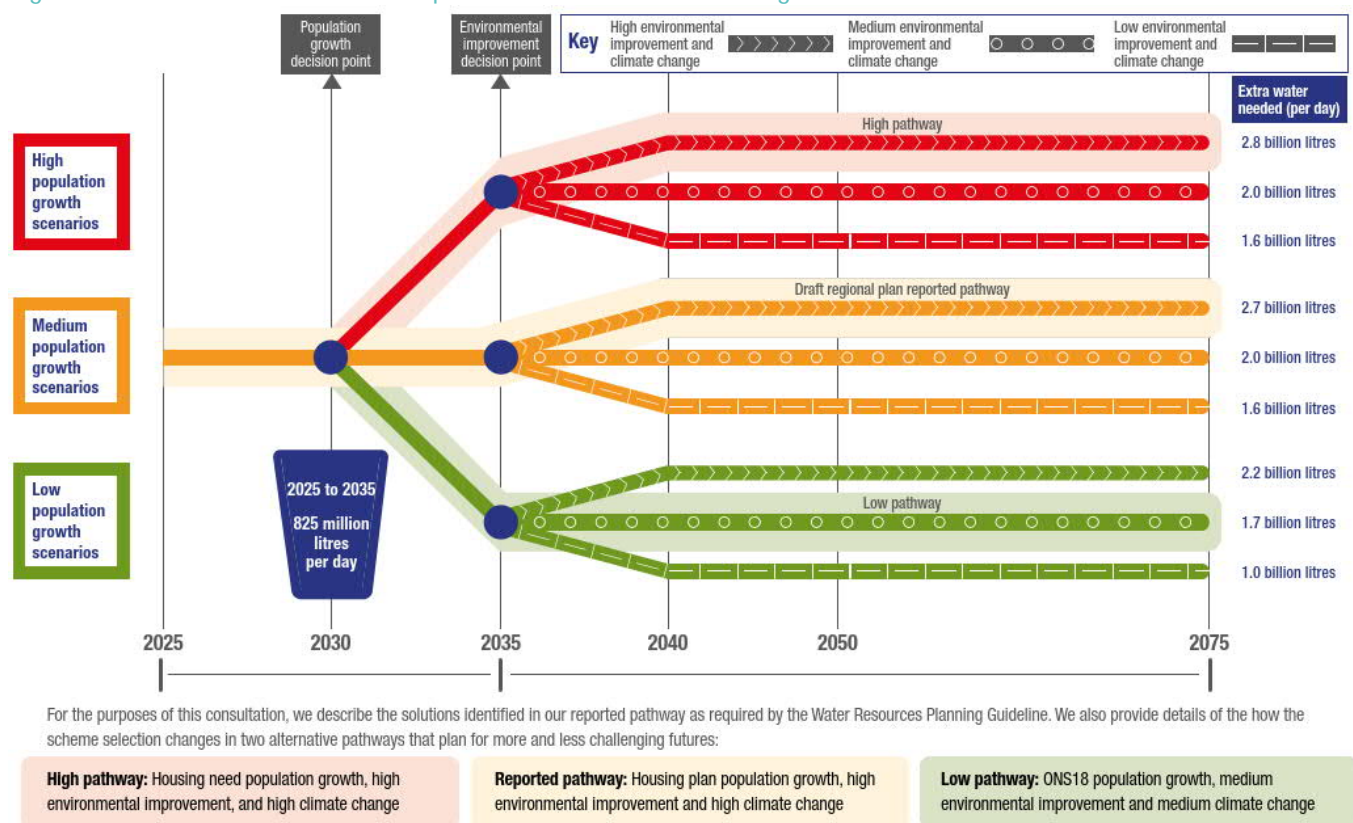 Population
growth
decision point
Environmental
improvement
decision point
Key
High environmental
improvement and
climate change
Medium environmental
improvement and
climate change
Low environmental
improvement and
climate change
Extra water
needed (per day)
High
population
growth
scenarios
High pathway
2.8 billion litres
2.0 billion litres
1.6 billion litres
Medium
population
growth
scenarios
Draft regional plan reported pathway
2.7 billion litres
2.0 billion litres
1.6 billion litres
Low
population
growth
scenarios
2025 to 2035
825 million
litres
per day
Low pathway
2.2 billion litres
1.7 billion litres
1.0 billion litres
2025
2030
2035
2040
2050
2075
For the purposes of this consultation, we describe the solutions identified in our reported pathway as required by the Water Resources Planning Guideline. We also provide details of the how the
scheme selection changes in two alternative pathways that plan for more and less challenging futures:
High pathway: Housing need population growth, high
environmental improvement, and high climate change
Reported pathway: Housing plan population growth, high
environmental improvement and high climate change
Low pathway: ONS18 population growth, medium
environmental improvement and medium climate change